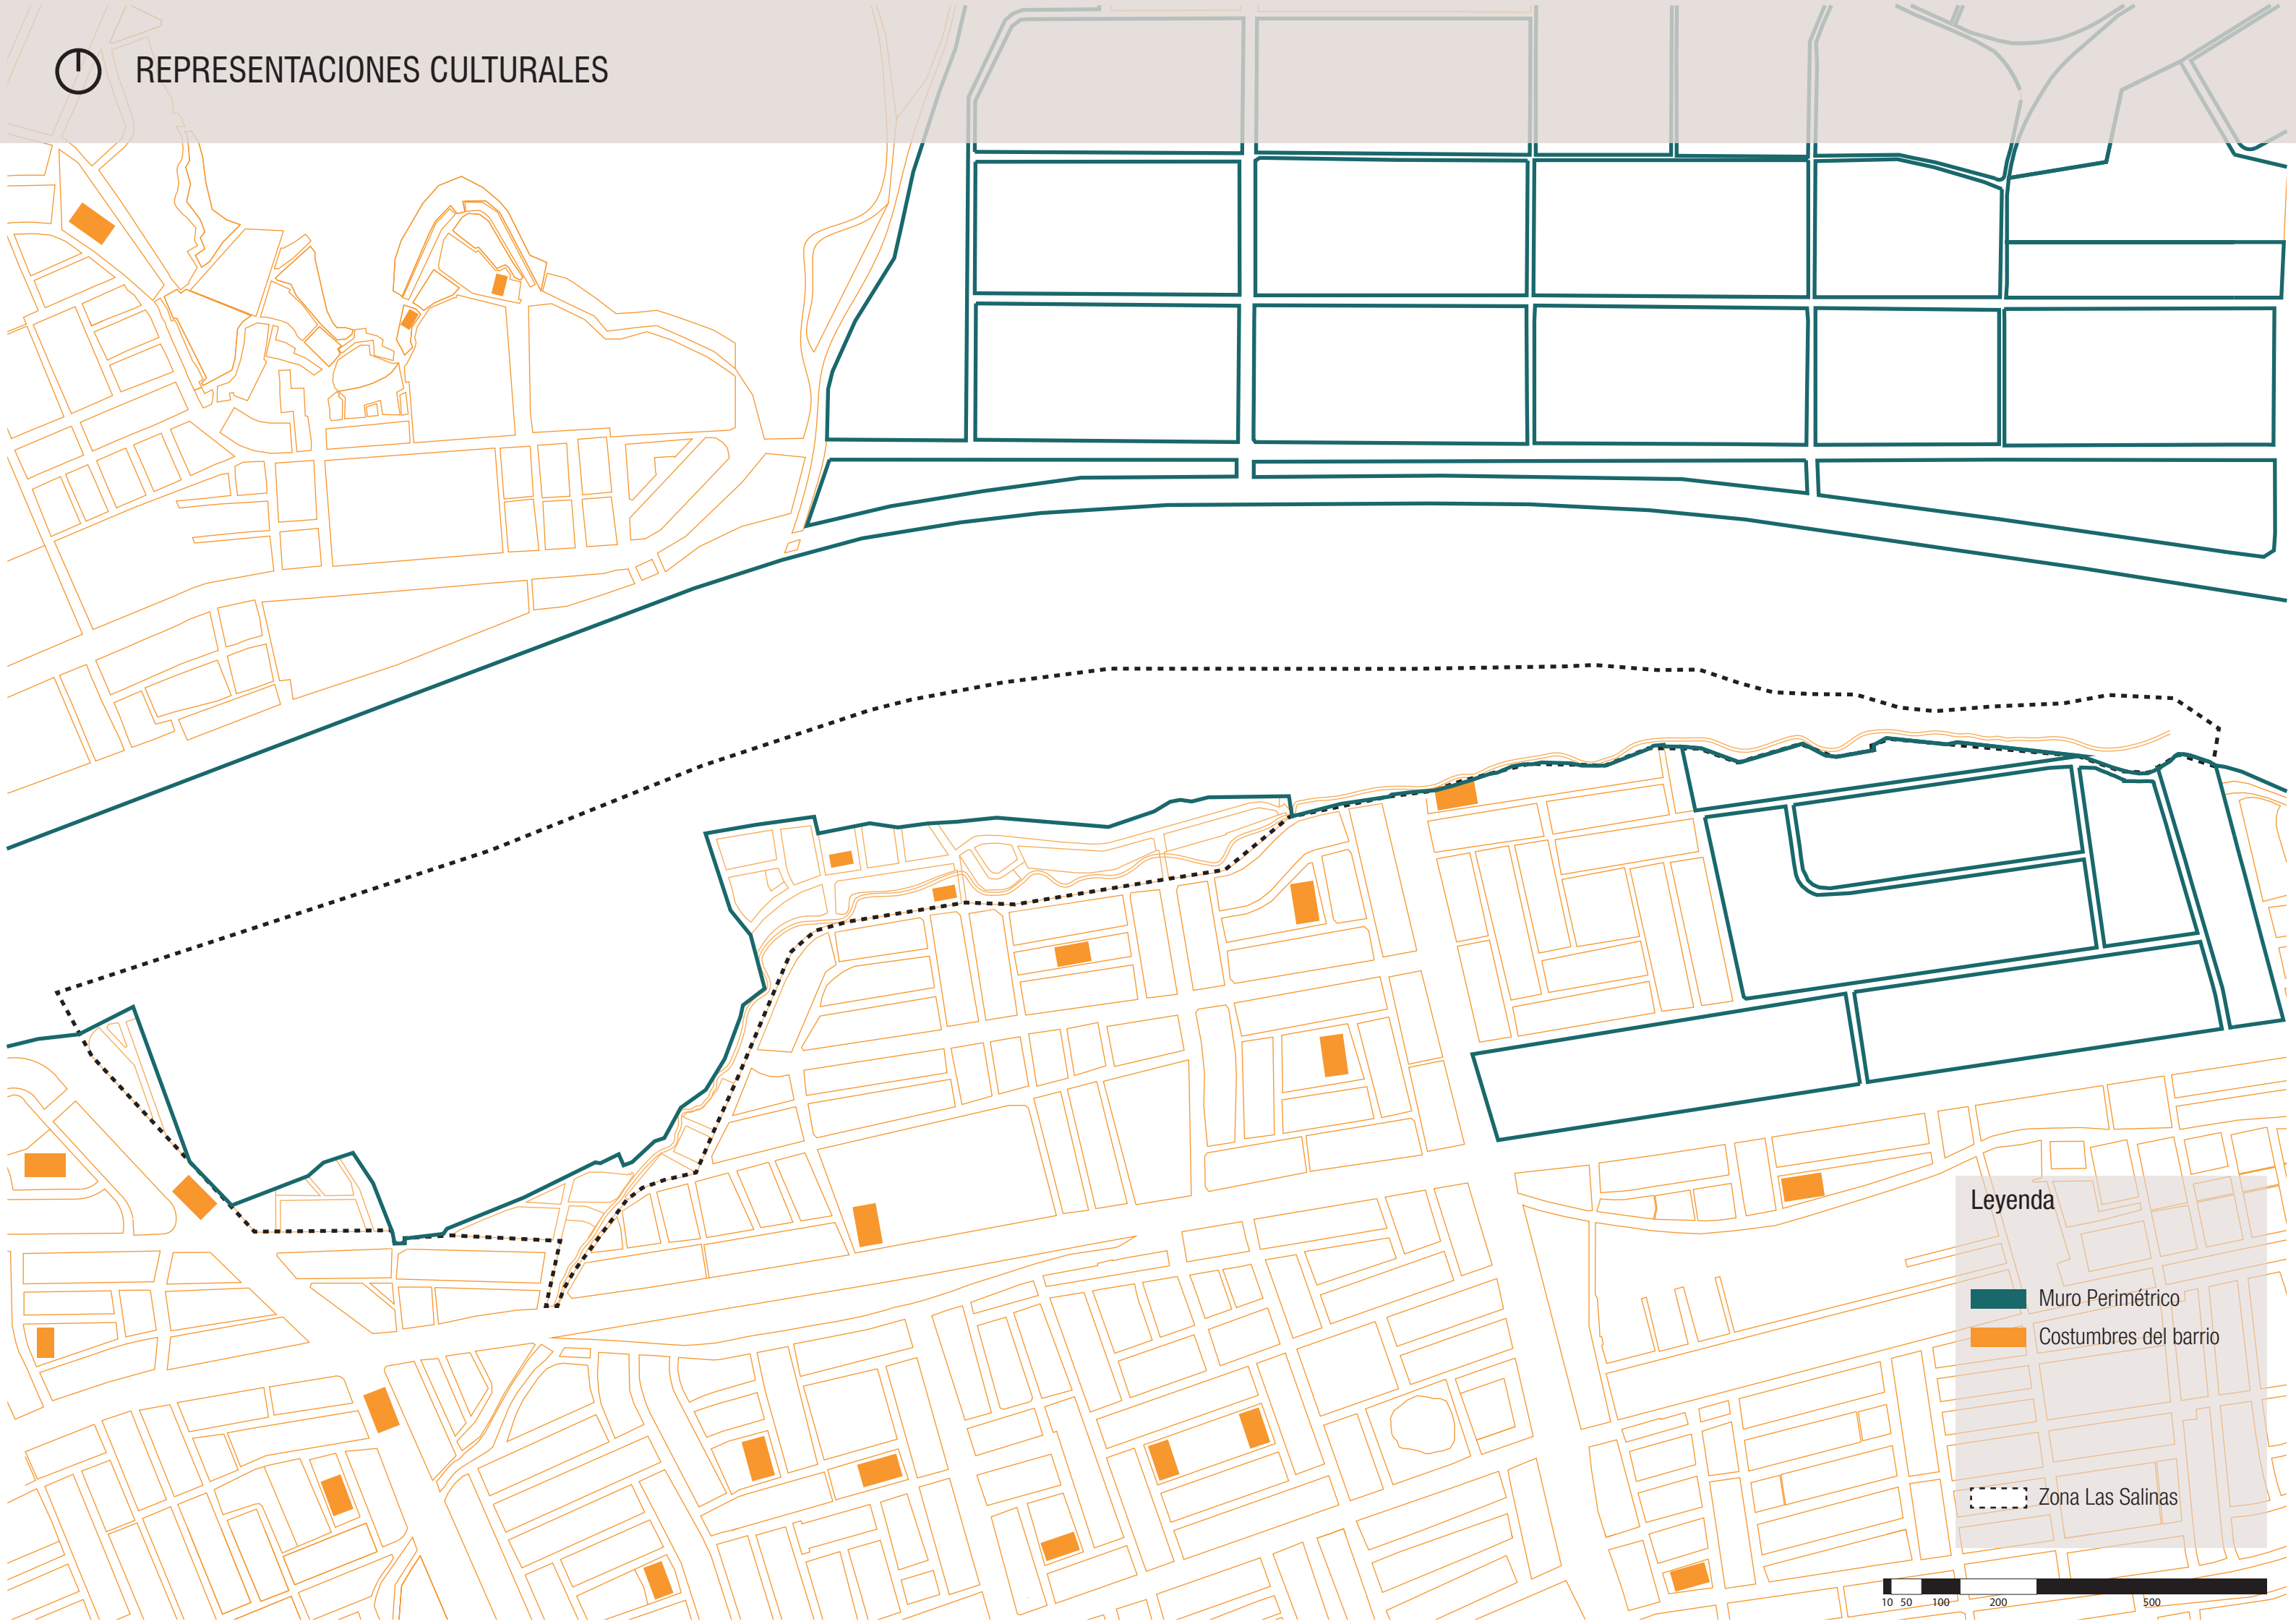 REPRESENTACIONES CULTURALES
Leyenda
Muro Perimétrico
Costumbres del barrio
Zona Las Salinas
10 50 100 200 500